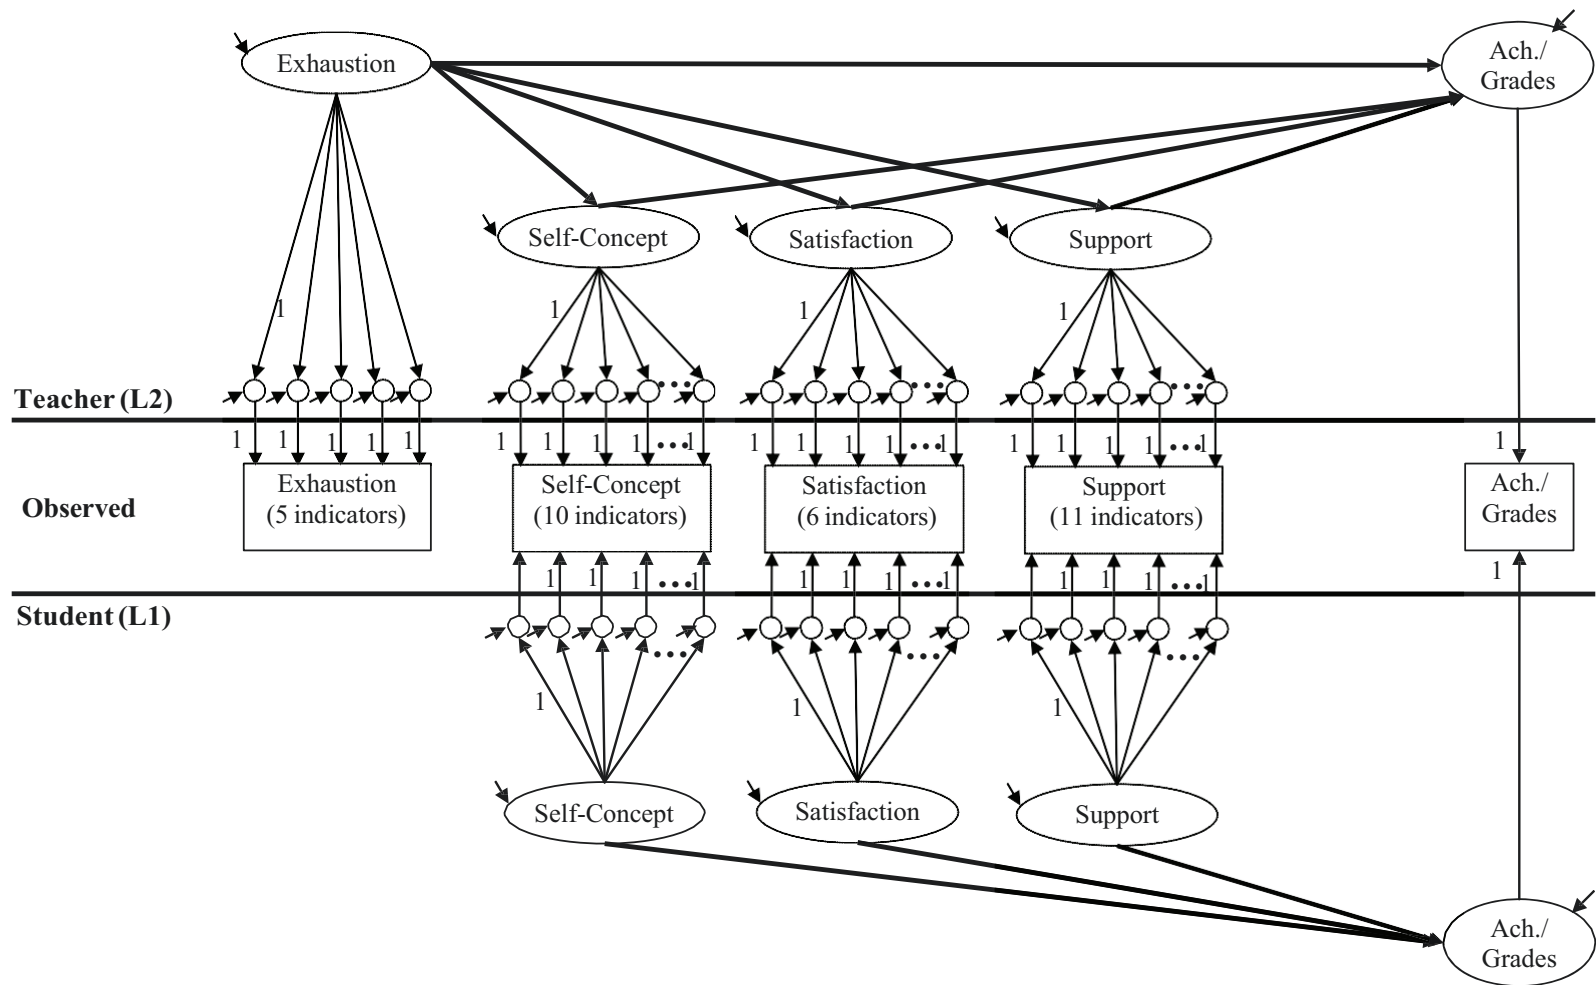 Exhaustion
Ach./
Grades
Self-Concept
Satisfaction
Support
1
1
1
1
Teacher (L2)
1 1 1 1 1
1 1 1 1 ... 1
1 1 1 1 ... 1
1 1 1 1 ... 1
1
Observed
Exhaustion
(5 indicators)
Self-Concept
(10 indicators)
Satisfaction
(6 indicators)
Support
(11 indicators)
Ach./
Grades
1 1 1 ... 1
1 1 1 ... 1
1 1 1 ... 1
1
Student (L1)
1
1
1
Self-Concept
Satisfaction
Support
Ach./
Grades